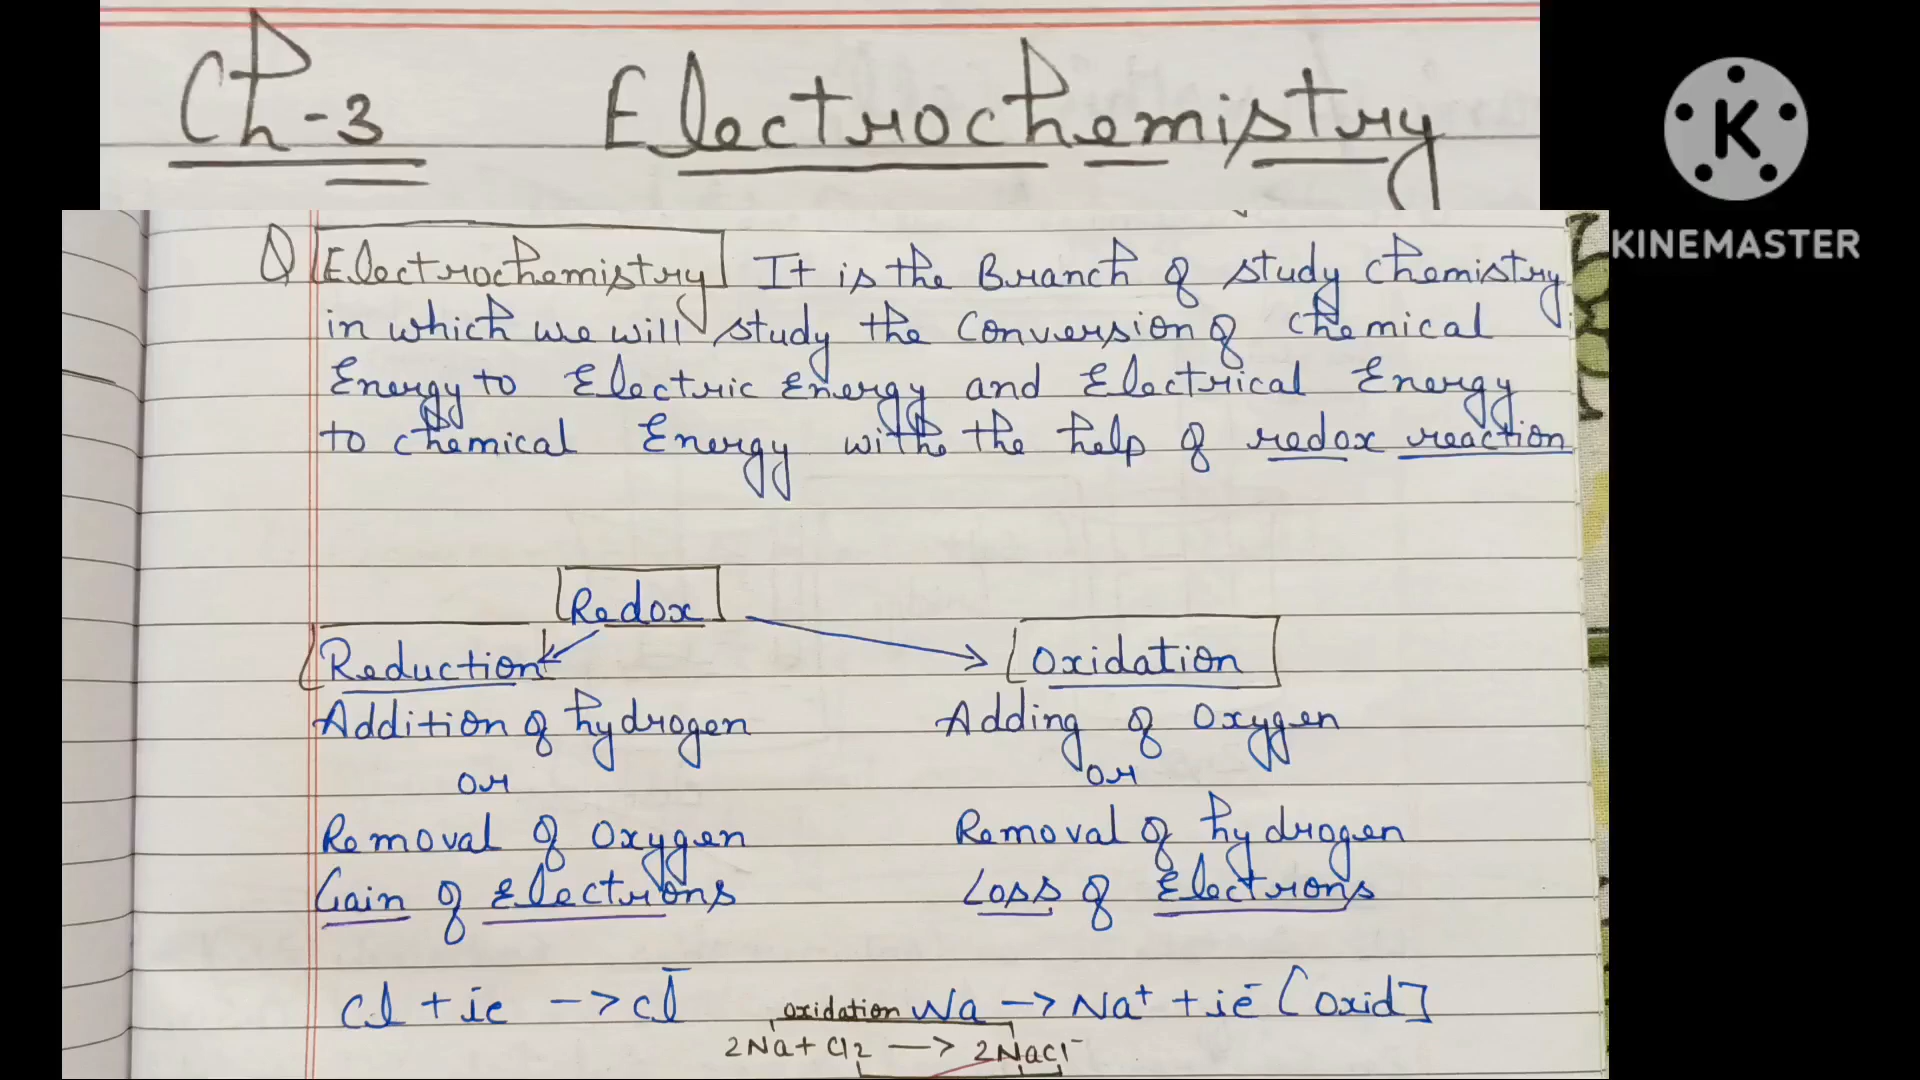 Ch-3 Electrochemistry
K
KINEMASTER
Q Electrochemistry It is the Branch of study chemistry
in which we will study the Conversion of chemical
Energy to Electric Energy and Electrical Energy
to chemical Energy withe the help of redox reaction
Redox
Reduction Oxidation
Addition of hydrogen Adding of Oxygen
or or
Removal of Oxygen Removal of hydrogen
Gain of Electrons Loss of Electrons
Cl + ie -> Cl⁻ Na -> Na⁺ + ie⁻ [Oxid]
oxidation
2Na + Cl2 -> 2NaCl⁻